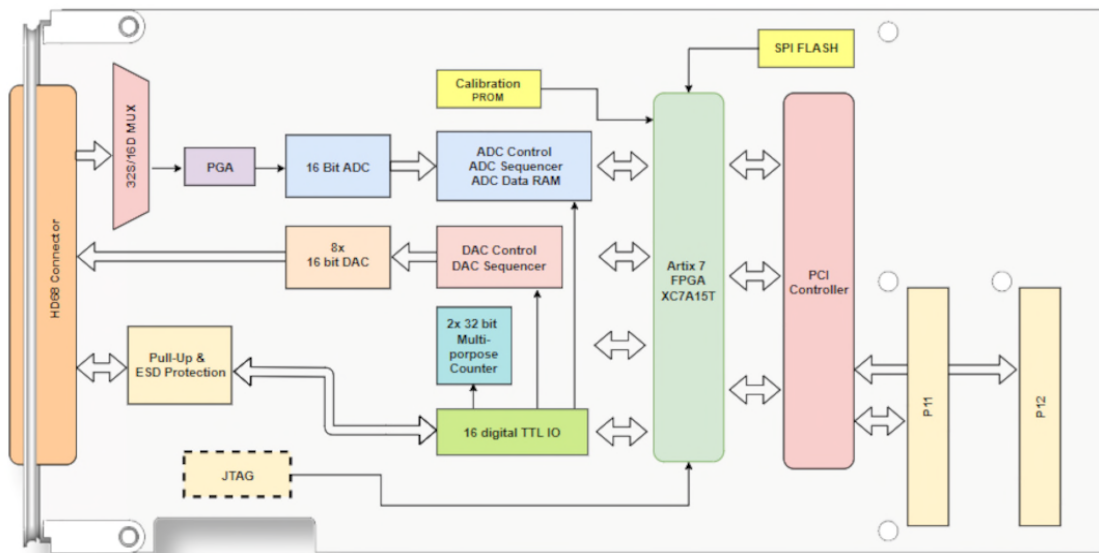 SPI FLASH
Calibration
PROM
32S/16D MUX
PGA
16 Bit ADC
ADC Control
ADC Sequencer
ADC Data RAM
HD68 Connector
8x
16 bit DAC
DAC Control
DAC Sequencer
Artix 7
FPGA
XC7A15T
PCI
Controller
2x 32 bit
Multi-
porpose
Counter
Pull-Up &
ESD Protection
16 digital TTL IO
P11
P12
JTAG